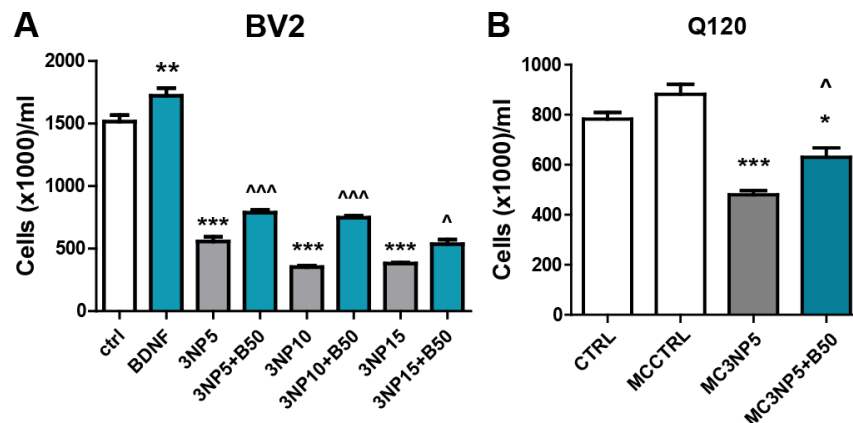 A
BV2
Cells (x1000)/ml
2000
1500
1000
500
0
**
***
^^^
***
^^^
***
^
ctrl
BDNF
3NP5
3NP5+B50
3NP10
3NP10+B50
3NP15
3NP15+B50
B
Q120
Cells (x1000)/ml
1000
800
600
400
200
0
***
^
*
CTRL
MCCTRL
MC3NP5
MC3NP5+B50